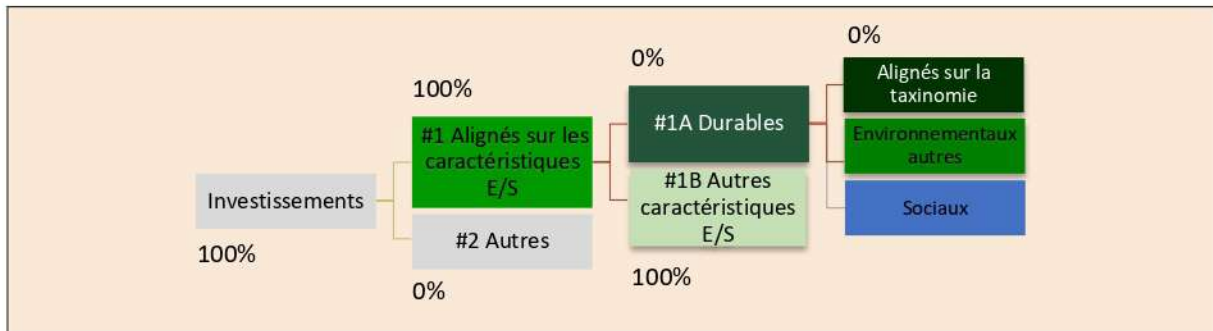 Investissements
100%
100%
#1 Alignés sur les
caractéristiques
E/S
#2 Autres
0%
0%
#1A Durables
#1B Autres
caractéristiques
E/S
100%
0%
Alignés sur la
taxinomie
Environnementaux
autres
Sociaux